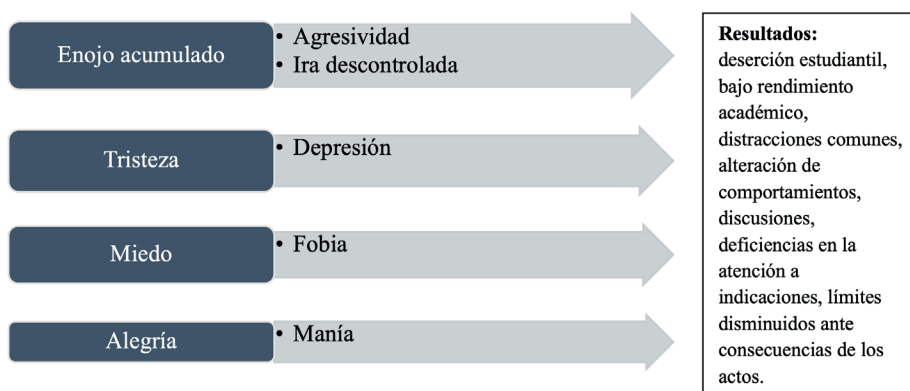 Enojo acumulado
• Agresividad
• Ira descontrolada
Tristeza
• Depresión
Miedo
• Fobia
Alegría
• Manía
Resultados:
deserción estudiantil,
bajo rendimiento
académico,
distracciones comunes,
alteración de
comportamientos,
discusiones,
deficiencias en la
atención a
indicaciones, límites
disminuidos ante
consecuencias de los
actos.